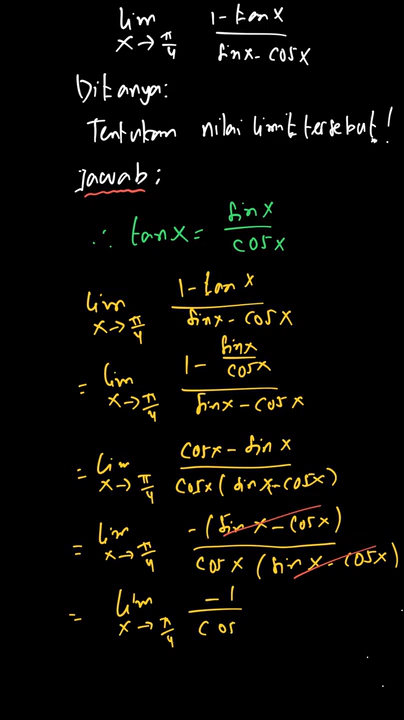 lim x→π/4 (1 - tan x)/(sin x - cos x)
Ditanya:
Tentukan nilai limit tersebut!
Jawab:
∴ tan x = sin x/cos x
lim x→π/4 (1 - tan x)/(sin x - cos x)
= lim x→π/4 (1 - sin x/cos x)/(sin x - cos x)
= lim x→π/4 (cos x - sin x)/(cos x (sin x - cos x))
= lim x→π/4 -(sin x - cos x)/(cos x (sin x - cos x))
= lim x→π/4 -1/cos